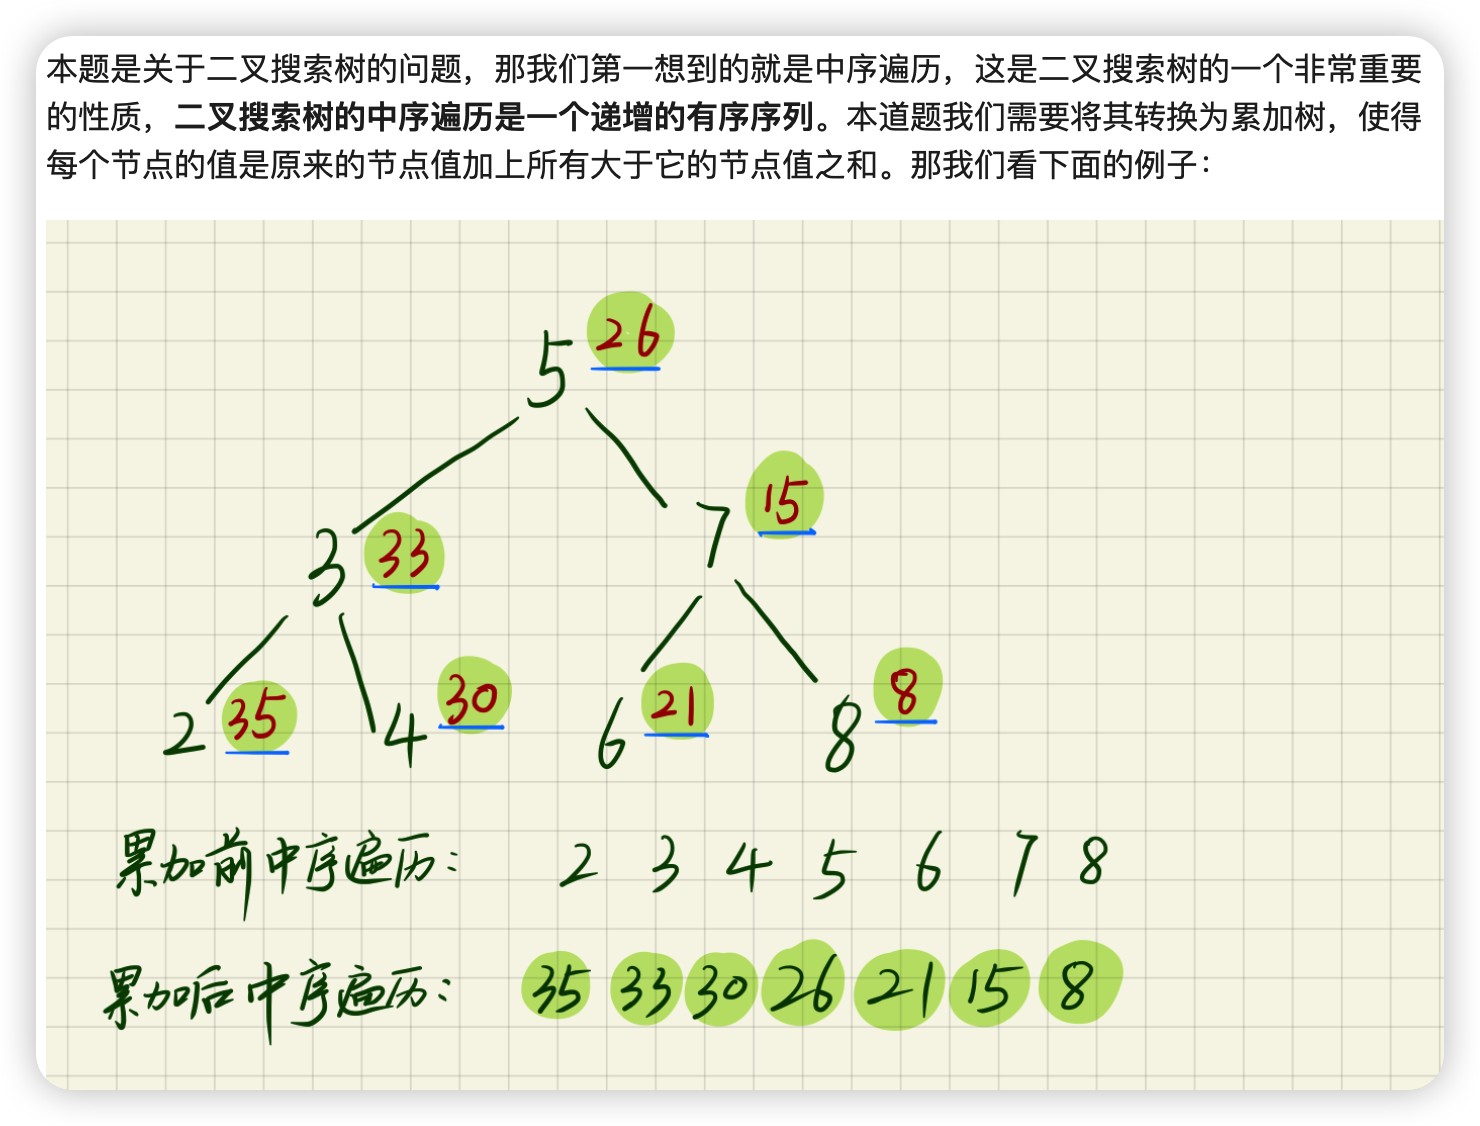 本题是关于二叉搜索树的问题，那我们第一想到的就是中序遍历，这是二叉搜索树的一个非常重要
的性质，二叉搜索树的中序遍历是一个递增的有序序列。本道题我们需要将其转换为累加树，使得
每个节点的值是原来的节点值加上所有大于它的节点值之和。那我们看下面的例子：
5 26
7 15
3 33
2 35 4 30 6 21 8 8
累加前中序遍历： 2 3 4 5 6 7 8
累加后中序遍历： 35 33 30 26 21 15 8